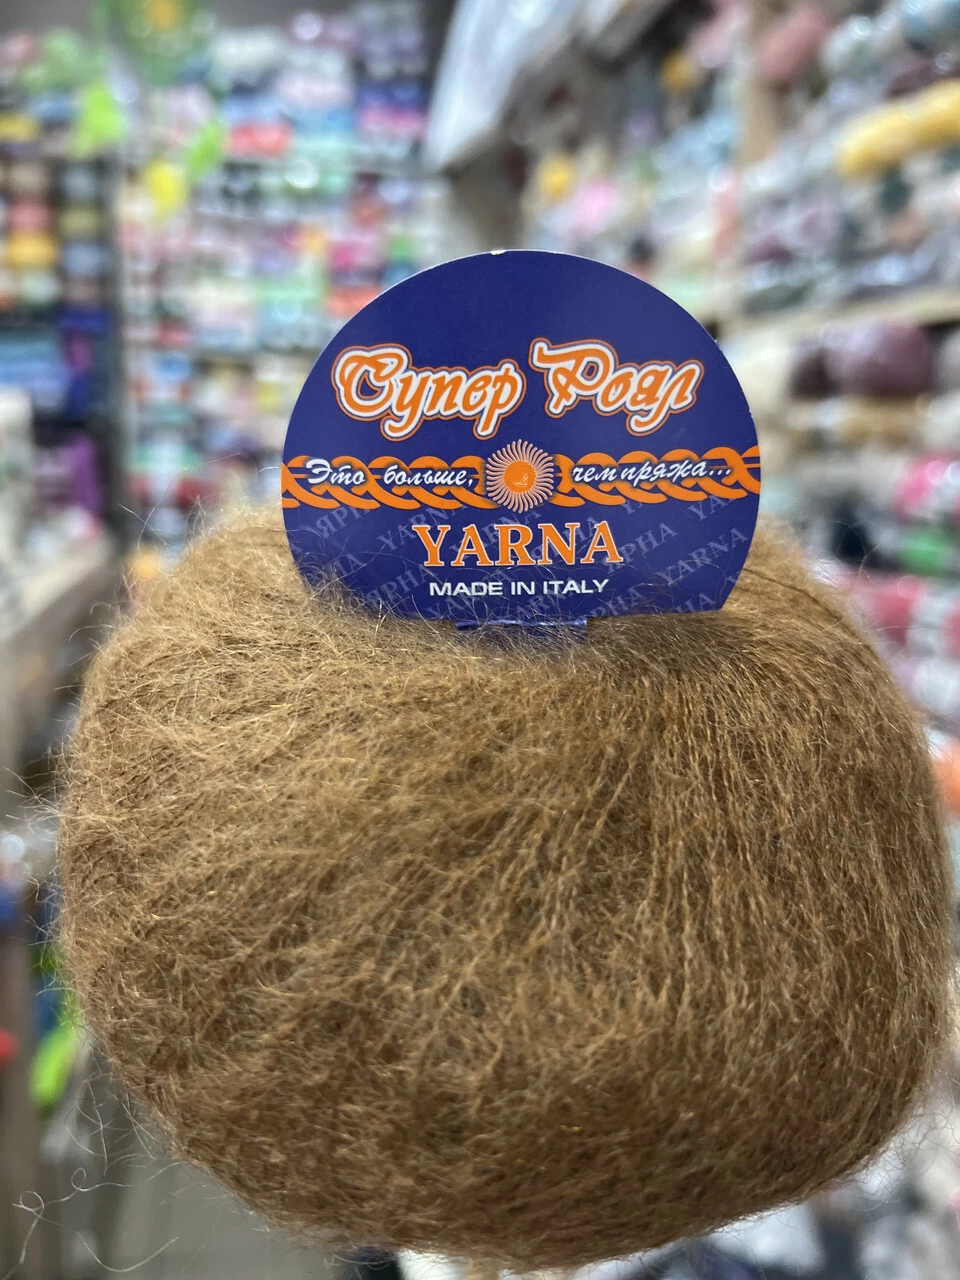 Супер Роял
Это больше, чем пряжа...
YARNA
MADE IN ITALY